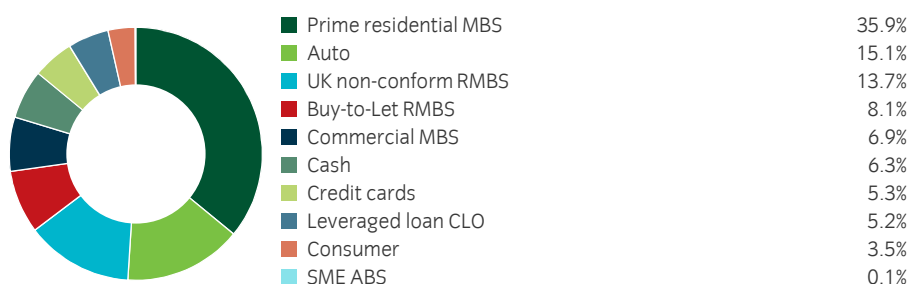 Prime residential MBS 35.9%
Auto 15.1%
UK non-conform RMBS 13.7%
Buy-to-Let RMBS 8.1%
Commercial MBS 6.9%
Cash 6.3%
Credit cards 5.3%
Leveraged loan CLO 5.2%
Consumer 3.5%
SME ABS 0.1%